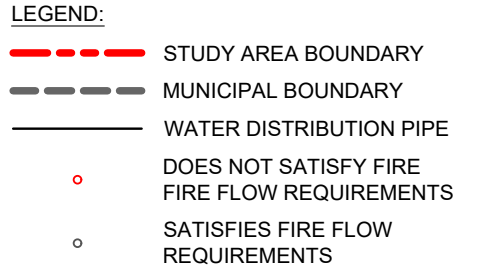 LEGEND:
STUDY AREA BOUNDARY
MUNICIPAL BOUNDARY
WATER DISTRIBUTION PIPE
DOES NOT SATISFY FIRE
FIRE FLOW REQUIREMENTS
SATISFIES FIRE FLOW
REQUIREMENTS